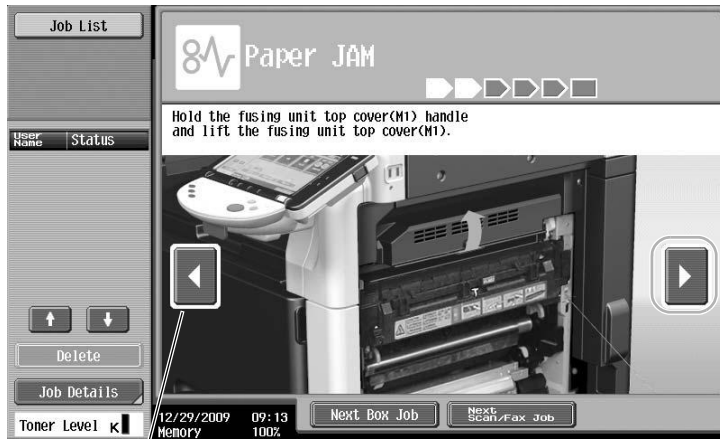 Job List
Paper JAM
Hold the fusing unit top cover(M1) handle
and lift the fusing unit top cover(M1).
User
Name
Status
Delete
Job Details
Toner Level K
12/29/2009 09:13
Memory 100%
Next Box Job
Next
Scan/Fax Job